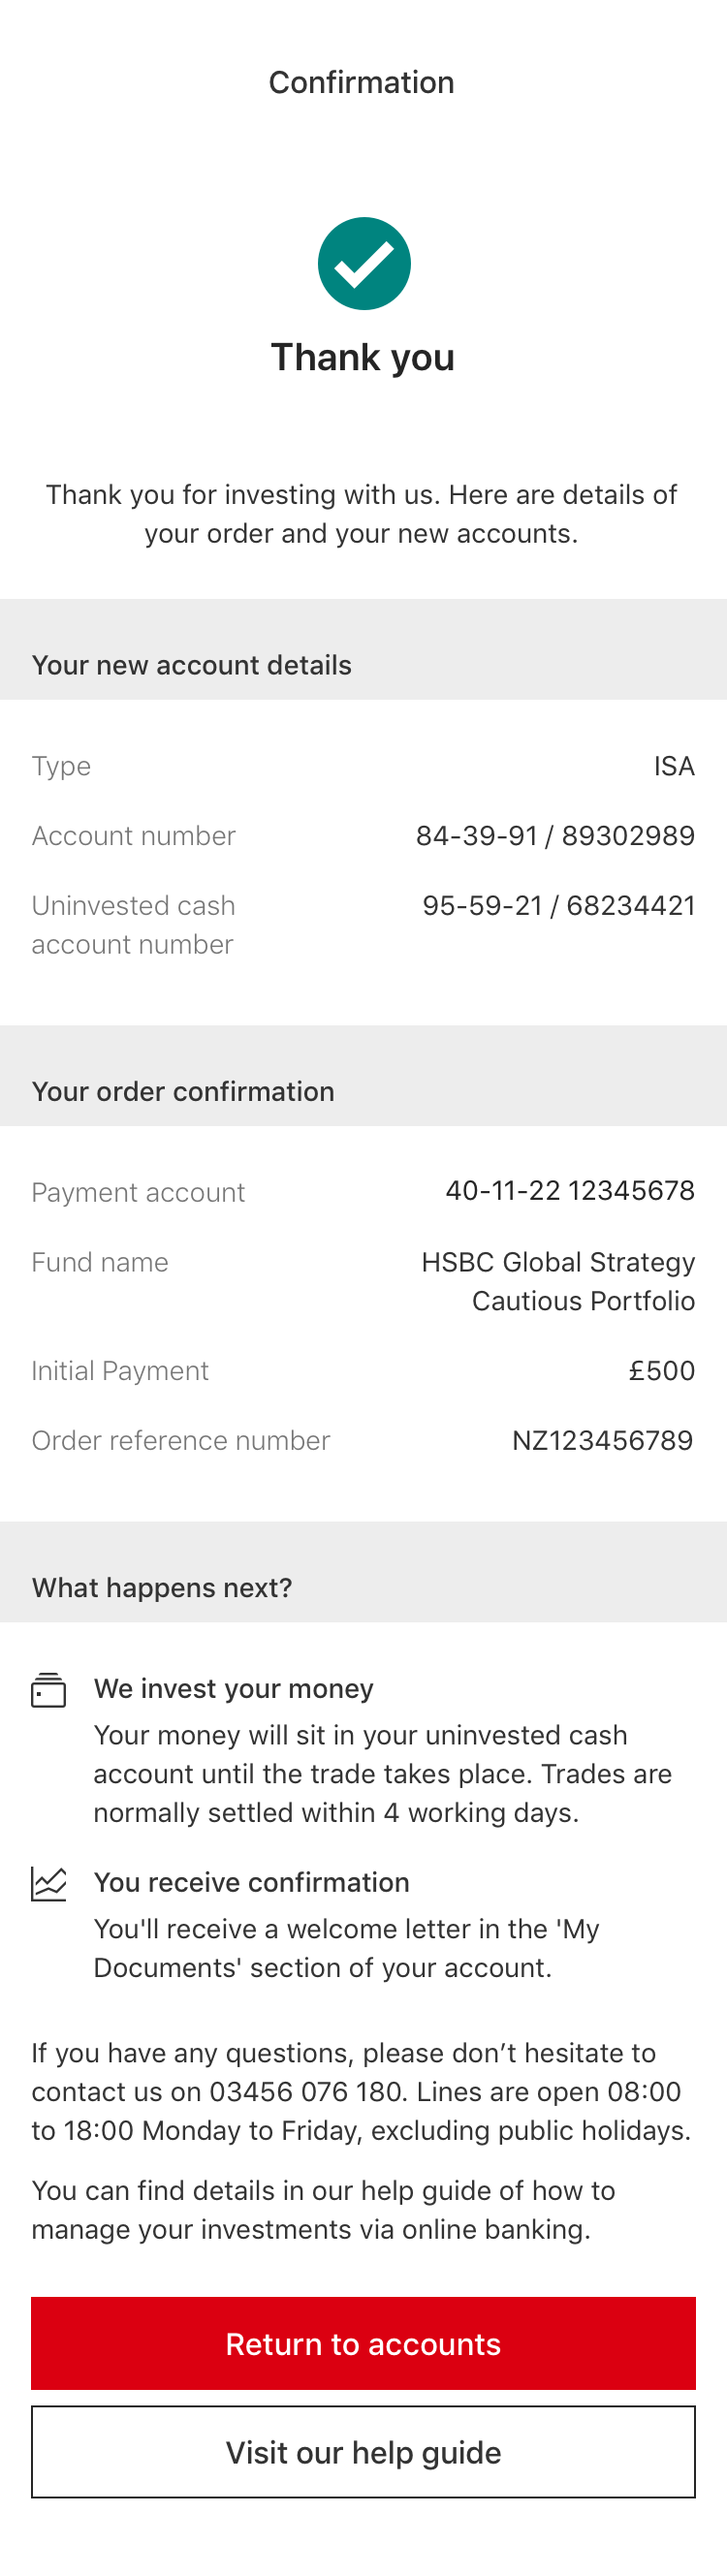 Confirmation
Thank you
Thank you for investing with us. Here are details of
your order and your new accounts.
Your new account details
Type ISA
Account number 84-39-91 / 89302989
Uninvested cash 95-59-21 / 68234421
account number
Your order confirmation
Payment account 40-11-22 12345678
Fund name HSBC Global Strategy
Cautious Portfolio
Initial Payment £500
Order reference number NZ123456789
What happens next?
We invest your money
Your money will sit in your uninvested cash
account until the trade takes place. Trades are
normally settled within 4 working days.
You receive confirmation
You'll receive a welcome letter in the 'My
Documents' section of your account.
If you have any questions, please don’t hesitate to
contact us on 03456 076 180. Lines are open 08:00
to 18:00 Monday to Friday, excluding public holidays.
You can find details in our help guide of how to
manage your investments via online banking.
Return to accounts
Visit our help guide